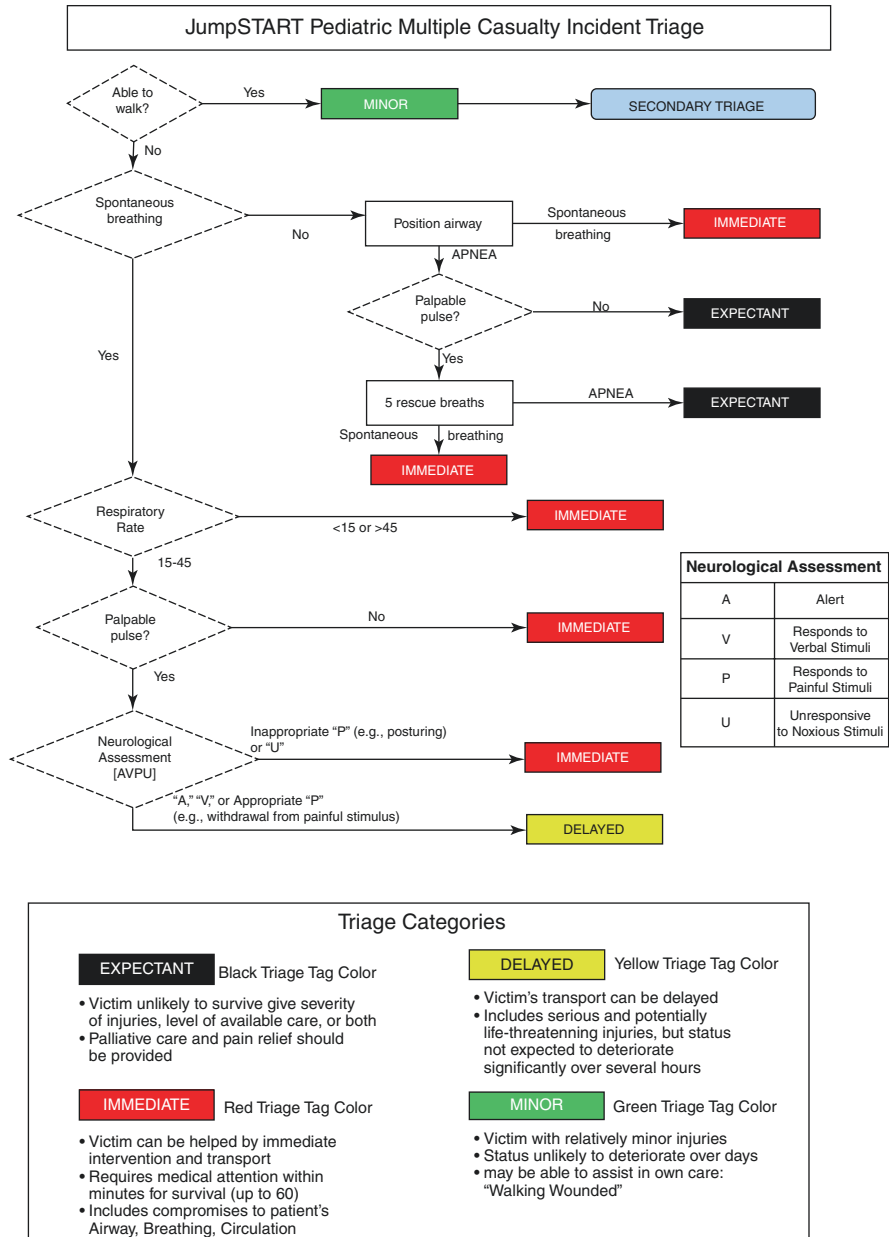 JumpSTART Pediatric Multiple Casualty Incident Triage
Able to
walk?
Yes
MINOR
SECONDARY TRIAGE
No
Spontaneous
breathing
No
Position airway
Spontaneous
breathing
IMMEDIATE
APNEA
Palpable
pulse?
No
EXPECTANT
Yes
Yes
5 rescue breaths
APNEA
EXPECTANT
Spontaneous breathing
IMMEDIATE
Respiratory
Rate
<15 or >45
IMMEDIATE
15-45
Palpable
pulse?
No
IMMEDIATE
Yes
Neurological
Assessment
[AVPU]
Inappropriate “P” (e.g., posturing)
or “U”
IMMEDIATE
“A,” “V,” or Appropriate “P”
(e.g., withdrawal from painful stimulus)
DELAYED
Neurological Assessment
A Alert
V Responds to
Verbal Stimuli
P Responds to
Painful Stimuli
U Unresponsive
to Noxious Stimuli
Triage Categories
EXPECTANT Black Triage Tag Color
• Victim unlikely to survive give severity
of injuries, level of available care, or both
• Palliative care and pain relief should
be provided
DELAYED Yellow Triage Tag Color
• Victim’s transport can be delayed
• Includes serious and potentially
life-threatenning injuries, but status
not expected to deteriorate
significantly over several hours
IMMEDIATE Red Triage Tag Color
• Victim can be helped by immediate
intervention and transport
• Requires medical attention within
minutes for survival (up to 60)
• Includes compromises to patient’s
Airway, Breathing, Circulation
MINOR Green Triage Tag Color
• Victim with relatively minor injuries
• Status unlikely to deteriorate over days
• may be able to assist in own care:
“Walking Wounded”